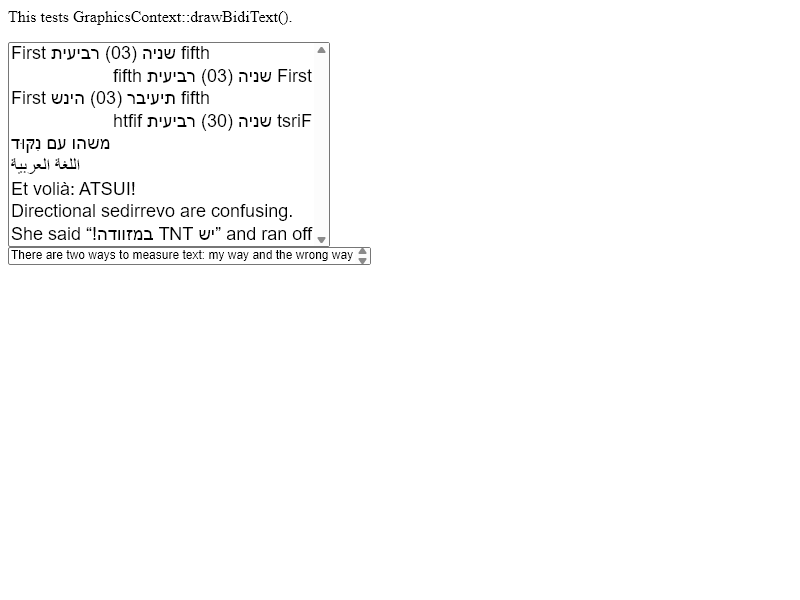 This tests GraphicsContext::drawBidiText().
First שניה (03) רביעית fifth
First שניה (03) רביעית fifth
First תיעיבר (03) הינש fifth
tsriF שניה (30) רביעית htfif
משהו עם נִקּוּד
اللغة العربية
Et volià: ATSUI!
Directional sedirrevo are confusing.
She said “יש TNT במזוודה!” and ran off
There are two ways to measure text: my way and the wrong way